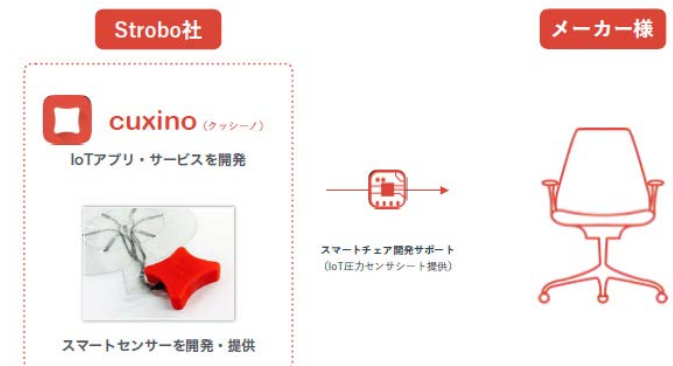 Strobo社
メーカー様
cuxino（クッシーノ）
IoTアプリ・サービスを開発
スマートチェア開発サポート
（IoT圧力センサシート提供）
スマートセンサーを開発・提供